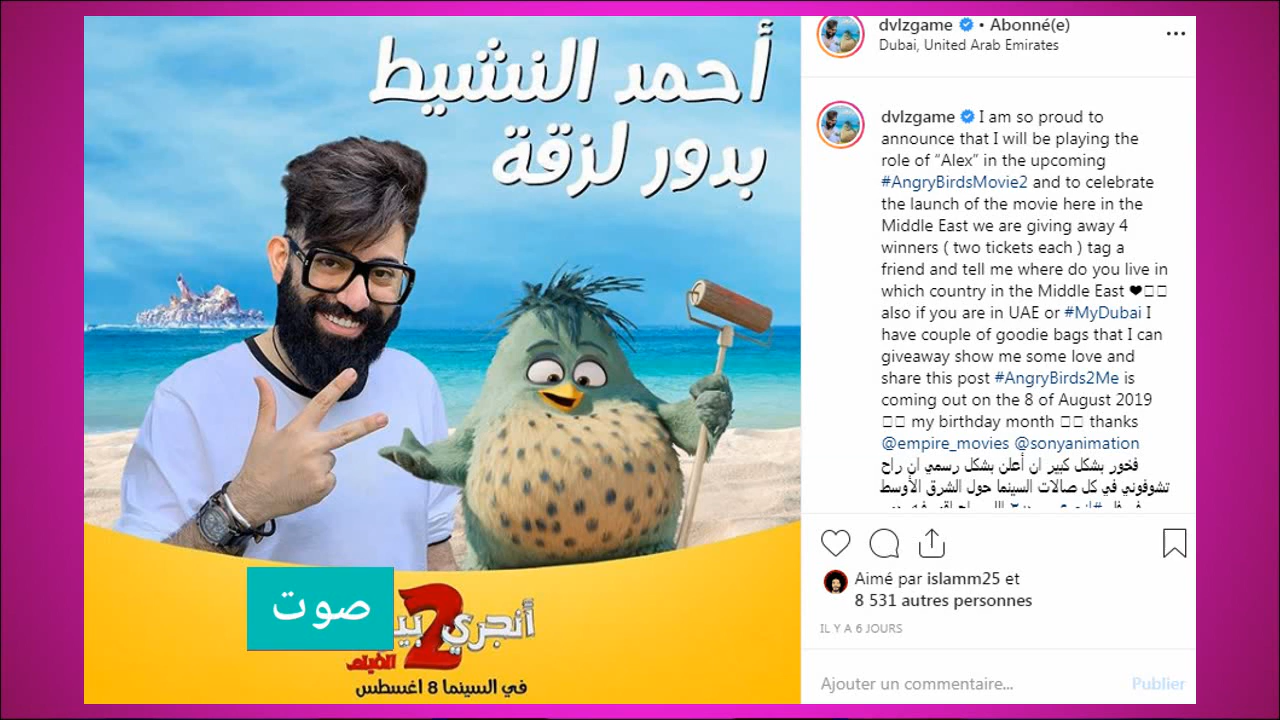 أحمد النشيط
بدور لزقة
صوت
أنجري
2
الفيلم
في السينما 8 اغسطس
dvlzgame • Abonné(e)
Dubai, United Arab Emirates
dvlzgame I am so proud to
announce that I will be playing the
role of “Alex” in the upcoming
#AngryBirdsMovie2 and to celebrate
the launch of the movie here in the
Middle East we are giving away 4
winners ( two tickets each ) tag a
friend and tell me where do you live in
which country in the Middle East ❤
also if you are in UAE or #MyDubai I
have couple of goodie bags that I can
giveaway show me some love and
share this post #AngryBirds2Me is
coming out on the 8 of August 2019
my birthday month thanks
@empire_movies @sonyanimation
فخور بشكل كبير ان أعلن بشكل رسمي ان راح
تشوفوني في كل صالات السينما حول الشرق الأوسط
Aimé par islamm25 et
8 531 autres personnes
IL Y A 6 JOURS
Ajouter un commentaire... Publier